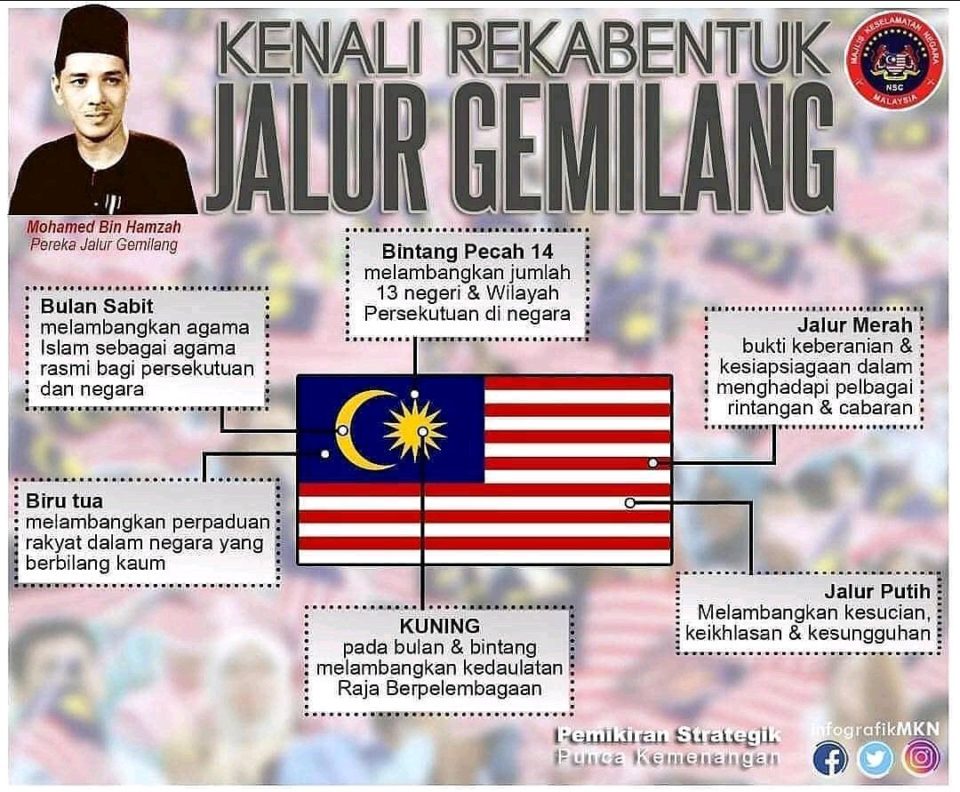 KENALI REKABENTUK
JALUR GEMILANG
MAJLIS KESELAMATAN NEGARA
NSC
MALAYSIA
Mohamed Bin Hamzah
Pereka Jalur Gemilang
Bintang Pecah 14
melambangkan jumlah
13 negeri & Wilayah
Persekutuan di negara
Bulan Sabit
melambangkan agama
Islam sebagai agama
rasmi bagi persekutuan
dan negara
Jalur Merah
bukti keberanian &
kesiapsiagaan dalam
menghadapi pelbagai
rintangan & cabaran
Biru tua
melambangkan perpaduan
rakyat dalam negara yang
berbilang kaum
KUNING
pada bulan & bintang
melambangkan kedaulatan
Raja Berpelembagaan
Jalur Putih
Melambangkan kesucian,
keikhlasan & kesungguhan
Pemikiran Strategik
Punca Kemenangan
infografikMKN